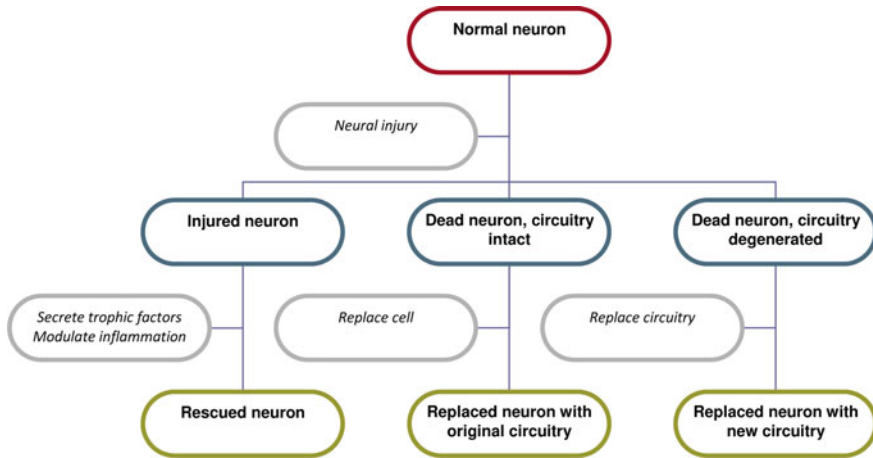 Normal neuron
Neural injury
Injured neuron
Dead neuron, circuitry
intact
Dead neuron, circuitry
degenerated
Secrete trophic factors
Modulate inflammation
Replace cell
Replace circuitry
Rescued neuron
Replaced neuron with
original circuitry
Replaced neuron with
new circuitry